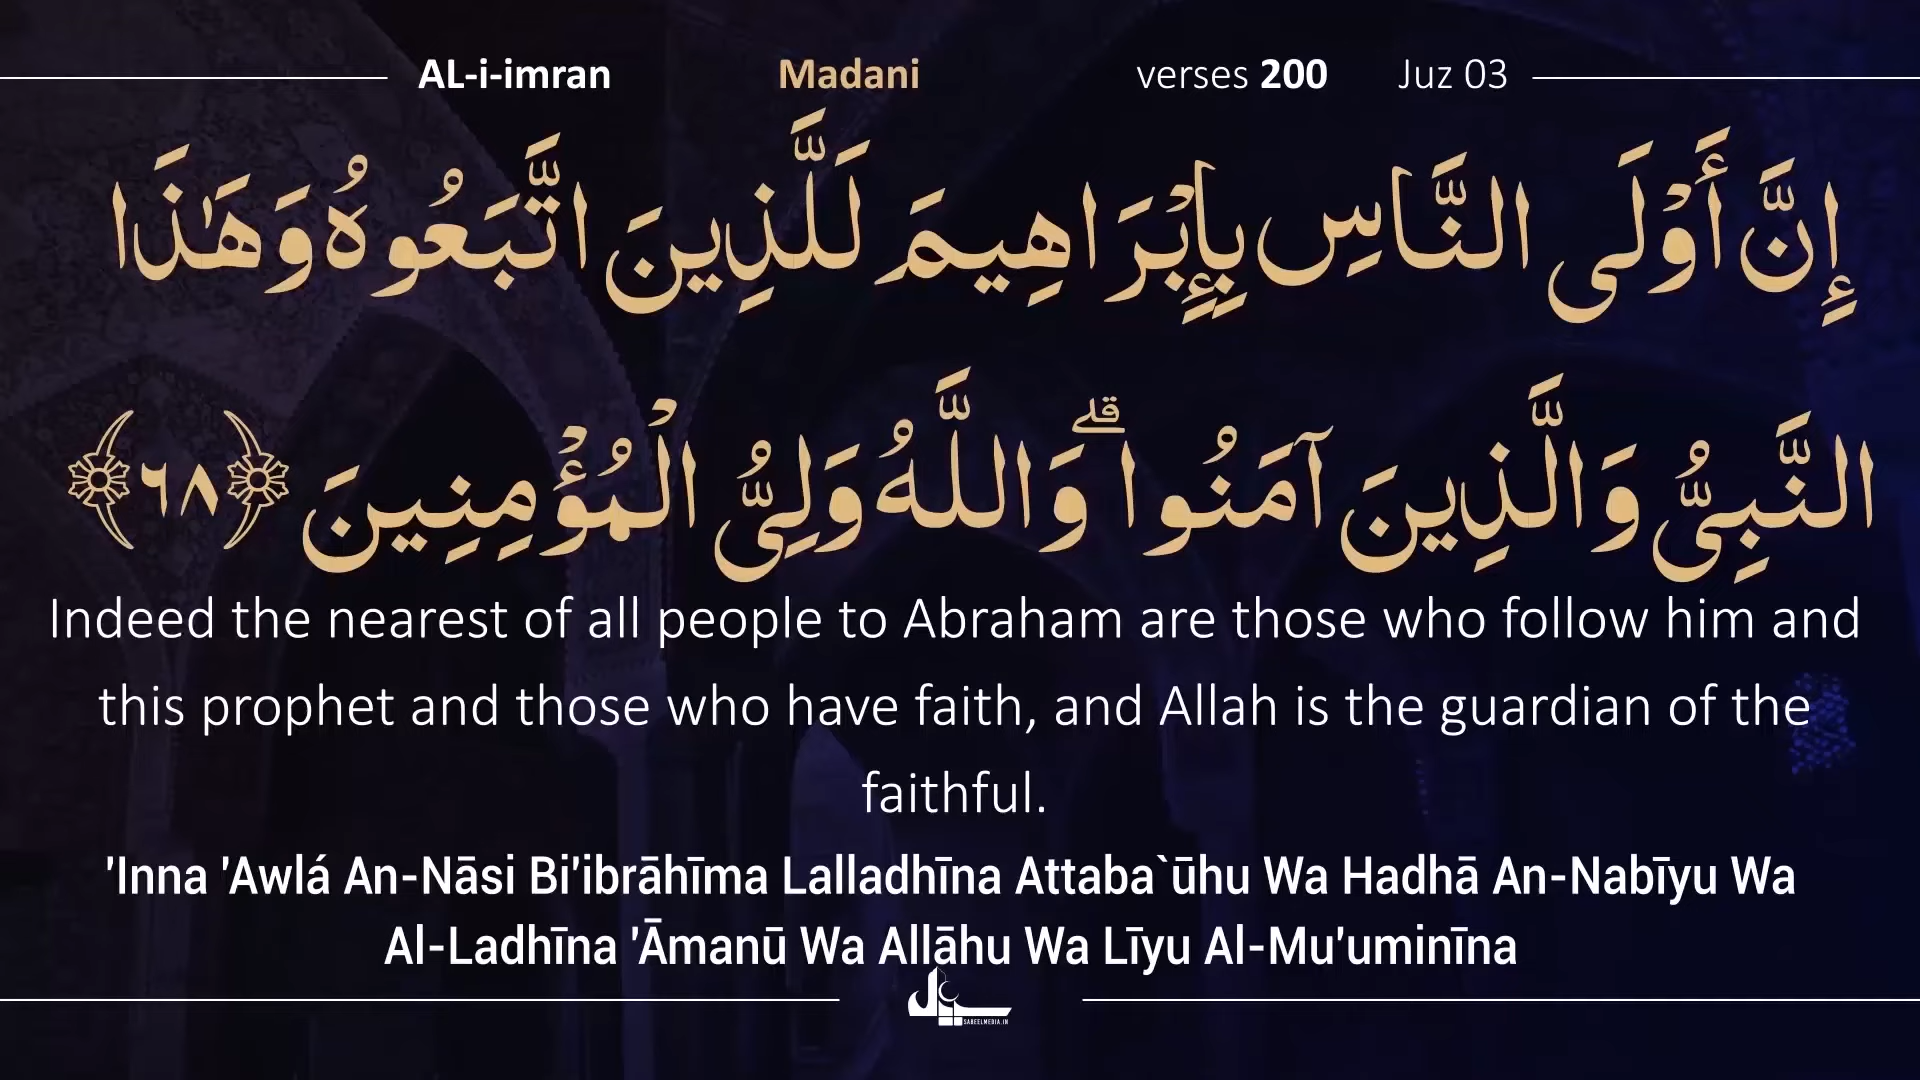 AL-i-imran Madani verses 200 Juz 03
إِنَّ أَوْلَى النَّاسِ بِإِبْرَاهِيمَ لَلَّذِينَ اتَّبَعُوهُ وَهَٰذَا
النَّبِيُّ وَالَّذِينَ آمَنُوا ۗ وَاللَّهُ وَلِيُّ الْمُؤْمِنِينَ ﴿٦٨﴾
Indeed the nearest of all people to Abraham are those who follow him and
this prophet and those who have faith, and Allah is the guardian of the
faithful.
'Inna 'Awlá An-Nāsi Bi'ibrāhīma Lalladhīna Attaba`ūhu Wa Hadhā An-Nabīyu Wa
Al-Ladhīna 'Āmanū Wa Allāhu Wa Līyu Al-Mu'uminīna
سبیل
SABEELMEDIA.IN